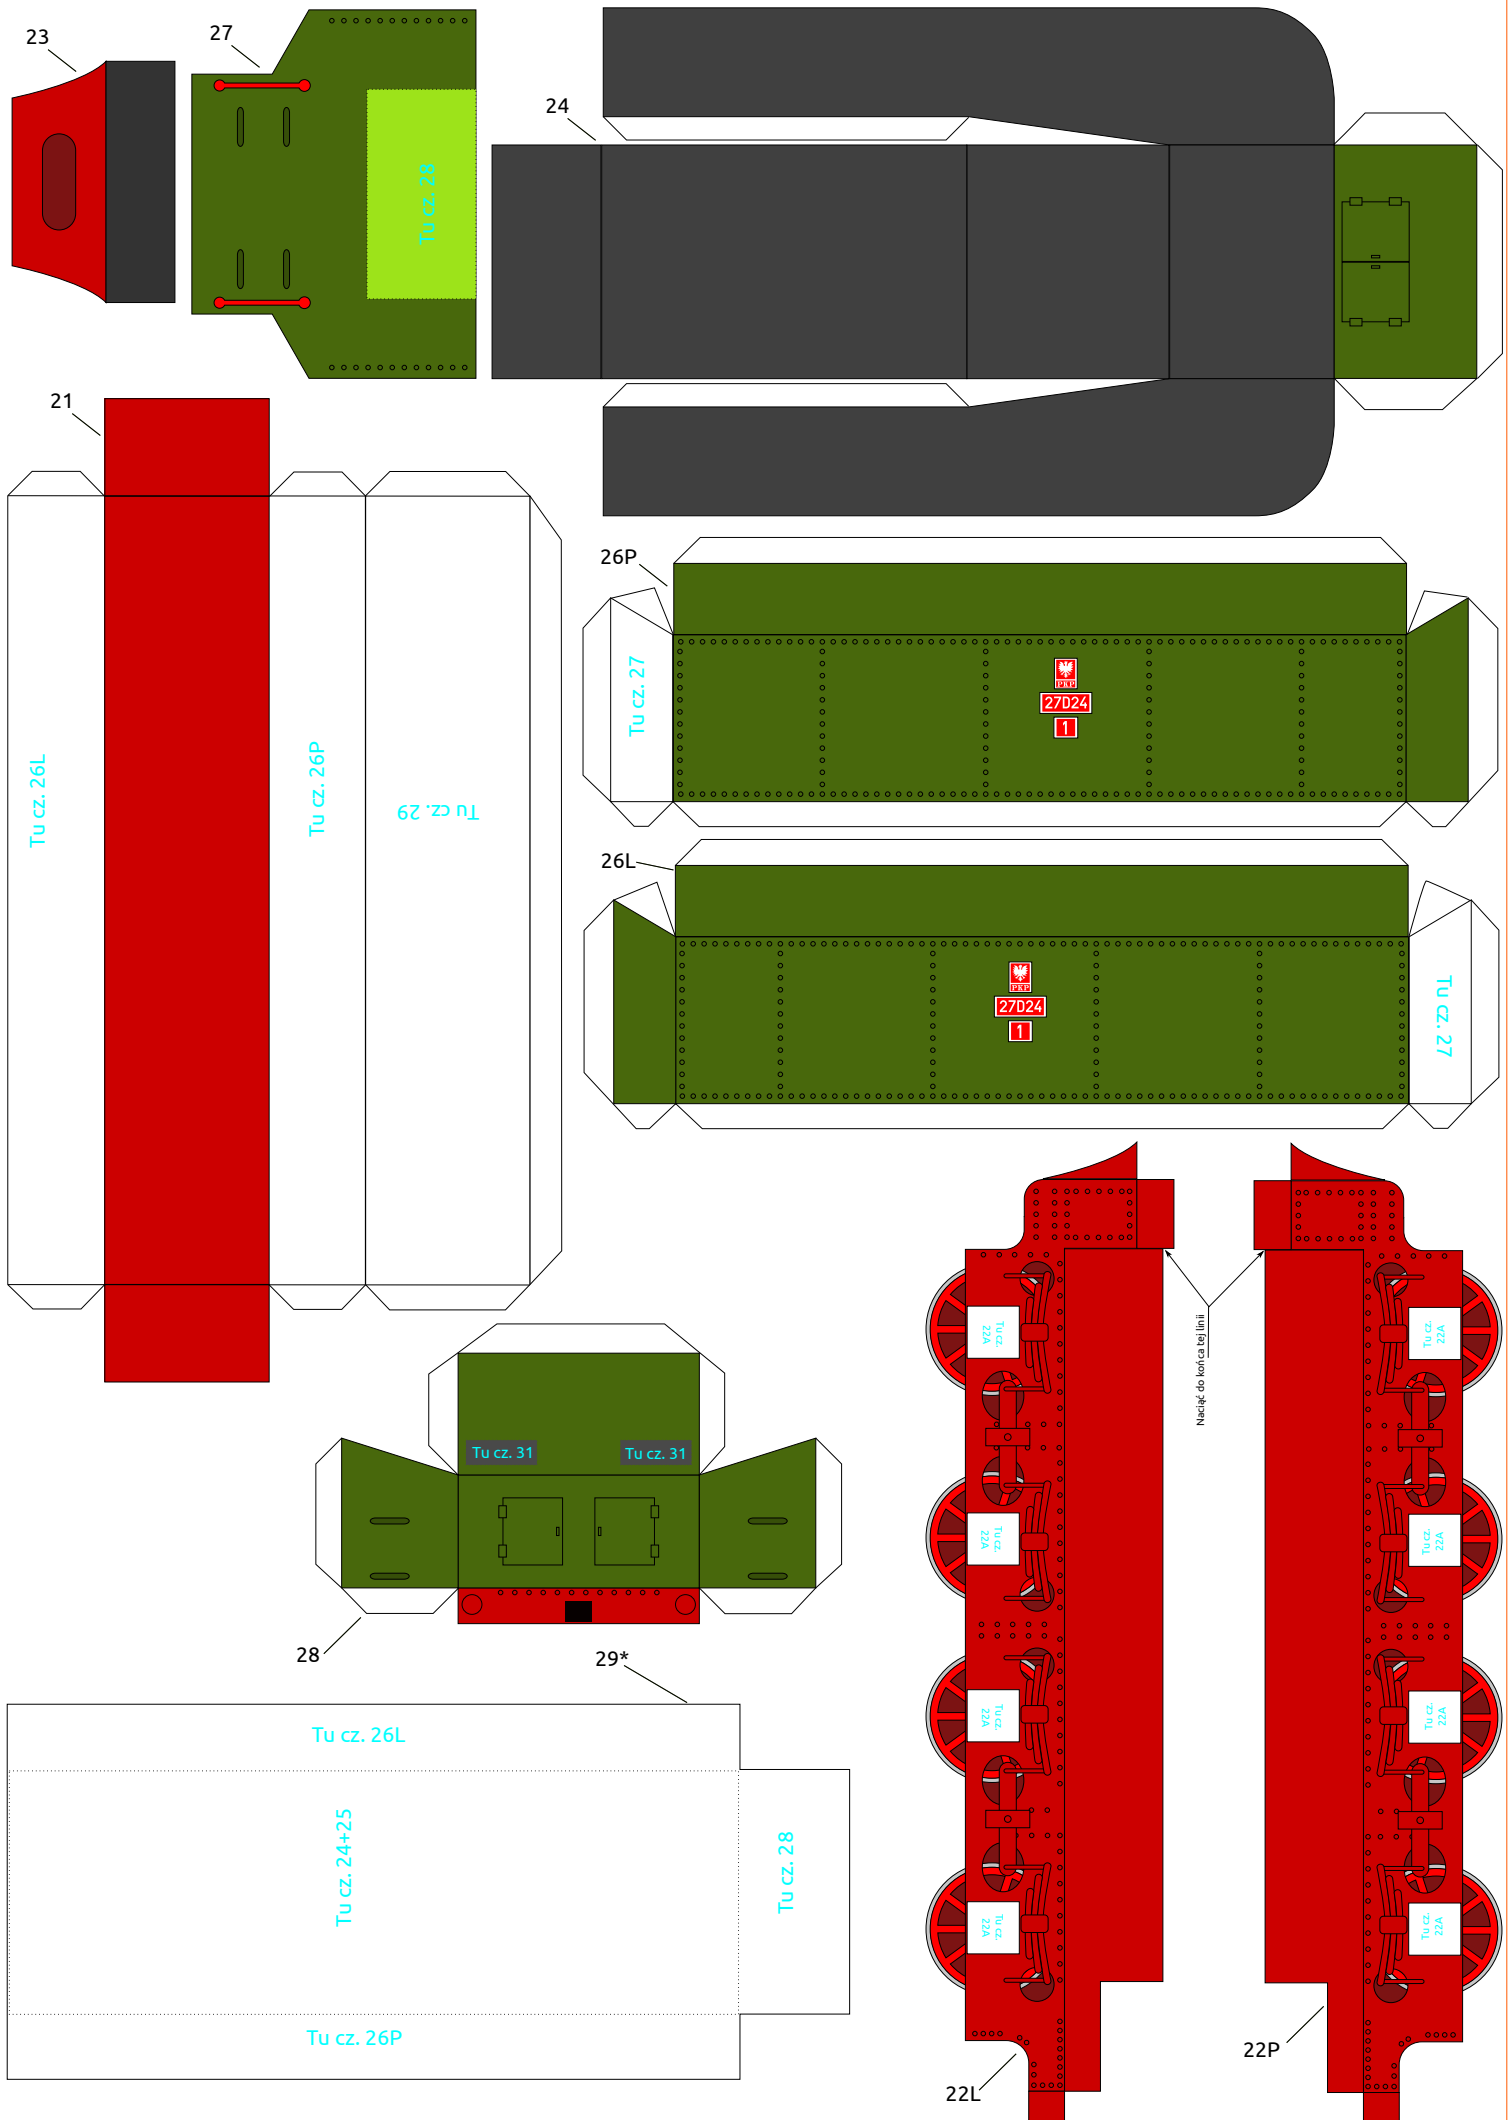 23
27
Tu cz. 28
24
21
Tu cz. 26L
Tu cz. 26P
Tu cz. 29
26P
Tu cz. 27
PKP
27D24
1
26L
PKP
27D24
1
Tu cz. 27
Naciąć do końca tej linii
Tu cz.
22A
Tu cz.
22A
Tu cz.
22A
Tu cz.
22A
Tu cz.
22A
Tu cz.
22A
Tu cz.
22A
Tu cz.
22A
22L
22P
Tu cz. 31
Tu cz. 31
28
29*
Tu cz. 26L
Tu cz. 24+25
Tu cz. 28
Tu cz. 26P